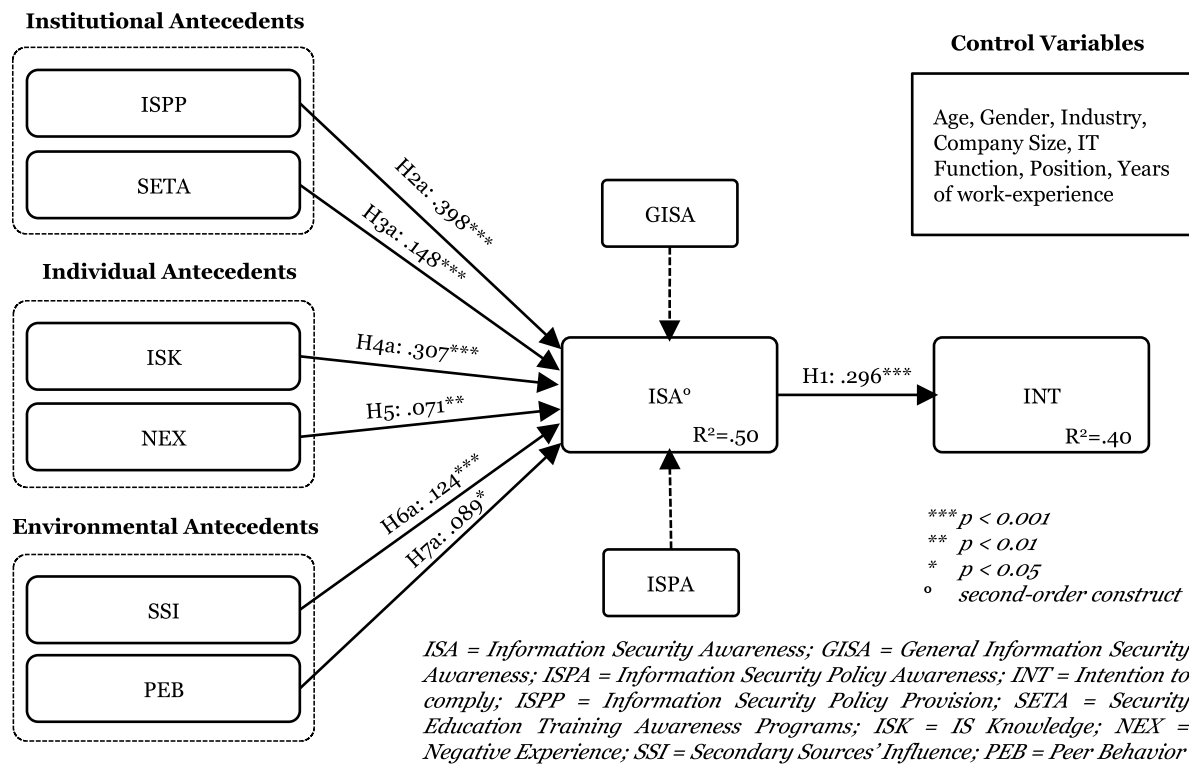 Institutional Antecedents
ISPP
SETA
Individual Antecedents
ISK
NEX
Environmental Antecedents
SSI
PEB
H2a: .398***
H3a: .148***
H4a: .307***
H5: .071**
H6a: .124***
H7a: .089*
GISA
ISA°
R²=.50
ISPA
H1: .296***
INT
R²=.40
Control Variables
Age, Gender, Industry,
Company Size, IT
Function, Position, Years
of work-experience
*** p < 0.001
** p < 0.01
* p < 0.05
° second-order construct
ISA = Information Security Awareness; GISA = General Information Security
Awareness; ISPA = Information Security Policy Awareness; INT = Intention to
comply; ISPP = Information Security Policy Provision; SETA = Security
Education Training Awareness Programs; ISK = IS Knowledge; NEX =
Negative Experience; SSI = Secondary Sources' Influence; PEB = Peer Behavior